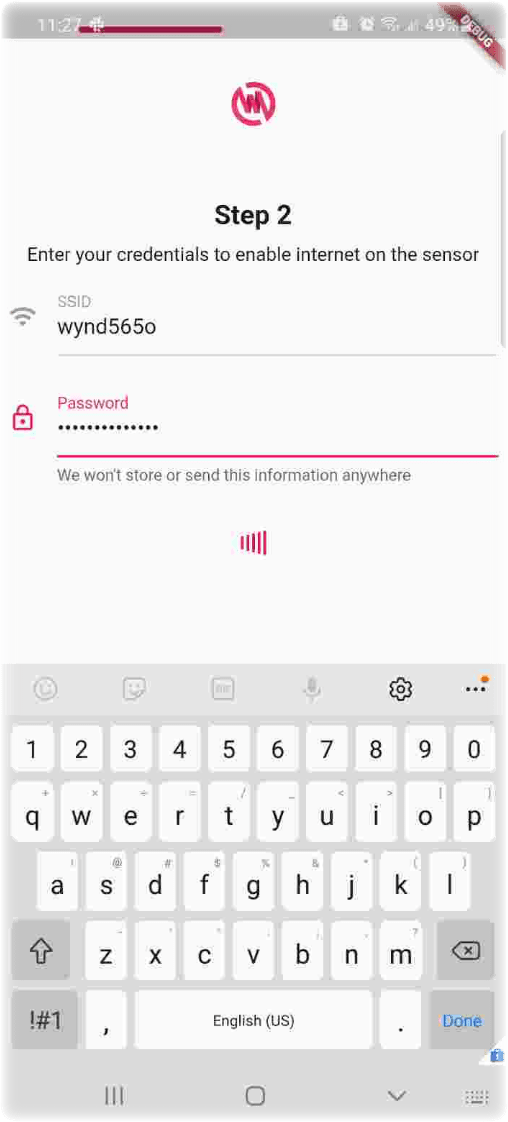 11:27
49%
DEBUG
Step 2
Enter your credentials to enable internet on the sensor
SSID
wynd565o
Password
••••••••••••••
We won't store or send this information anywhere
1 2 3 4 5 6 7 8 9 0
q w e r t y u i o p
a s d f g h j k l
z x c v b n m
!#1 , English (US) . Done